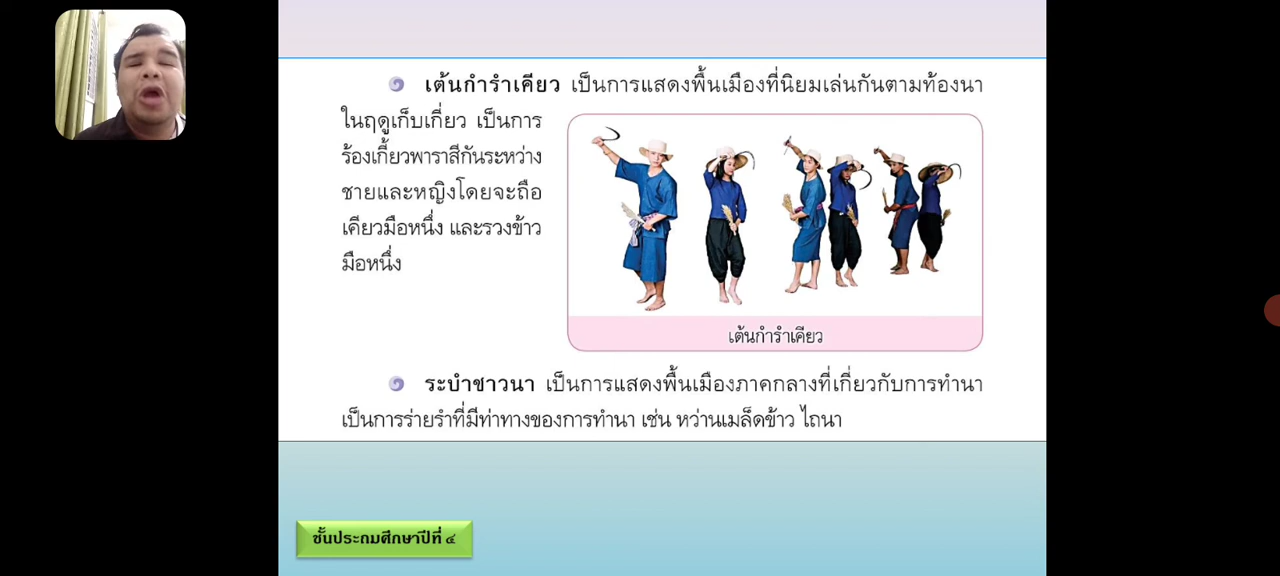 เต้นกำรำเคียว เป็นการแสดงพื้นเมืองที่นิยมเล่นกันตามท้องนา
ในฤดูเก็บเกี่ยว เป็นการ
ร้องเกี้ยวพาราสีกันระหว่าง
ชายและหญิงโดยจะถือ
เคียวมือหนึ่ง และรวงข้าว
มือหนึ่ง
เต้นกำรำเคียว
ระบำชาวนา เป็นการแสดงพื้นเมืองภาคกลางที่เกี่ยวกับการทำนา
เป็นการร่ายรำที่มีท่าทางของการทำนา เช่น หว่านเมล็ดข้าว ไถนา
ชั้นประถมศึกษาปีที่ ๔